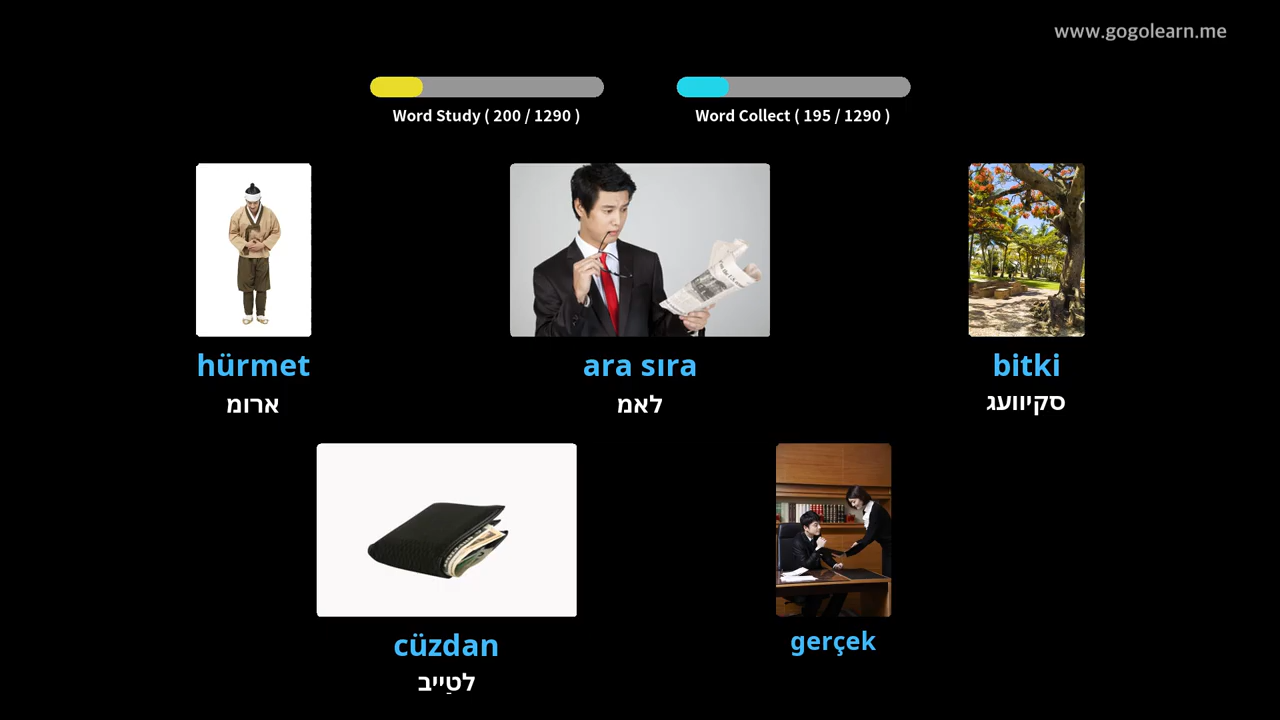 www.gogolearn.me
Word Study ( 200 / 1290 )
Word Collect ( 195 / 1290 )
hürmet
ארומ
ara sıra
לאמ
bitki
סקיוועג
cüzdan
לטַייב
gerçek